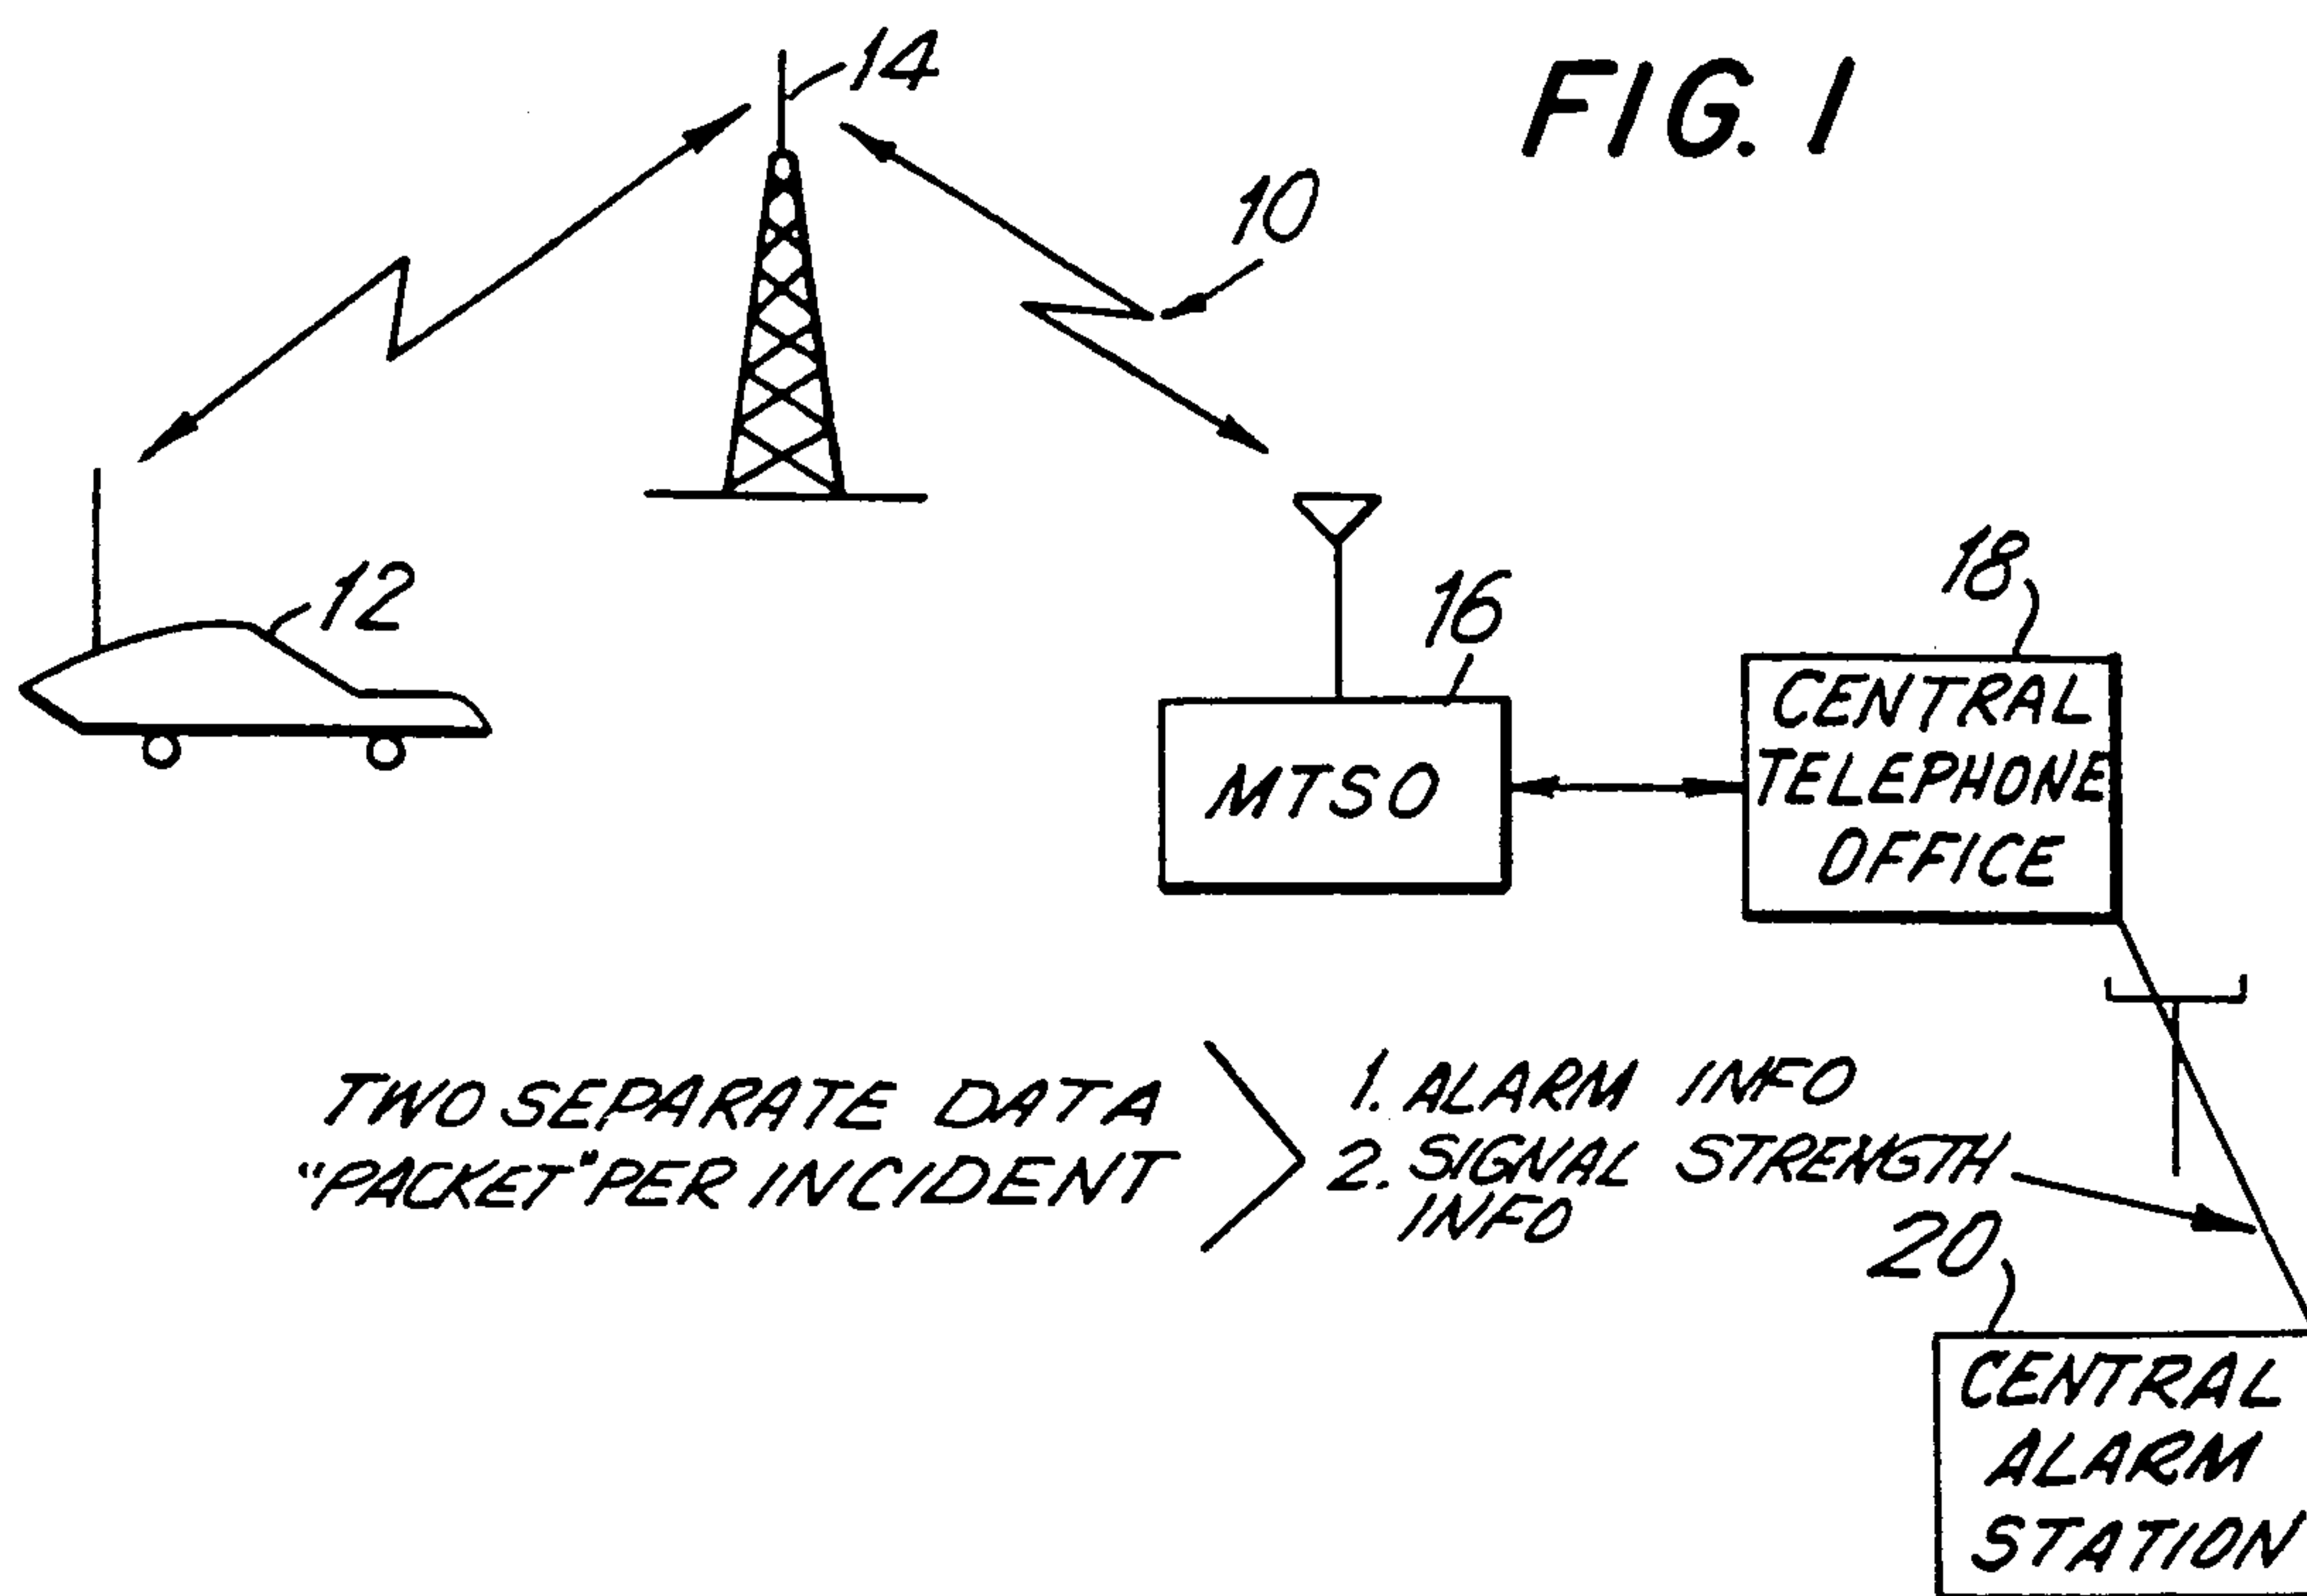 FIG. 1
14
10
12
16
18
MTSO
CENTRAL
TELEPHONE
OFFICE
TWO SEPARATE DATA
"PACKET" PER INCIDENT
1. ALARM INFO
2. SIGNAL STRENGTH
INFO
20
CENTRAL
ALARM
STATION